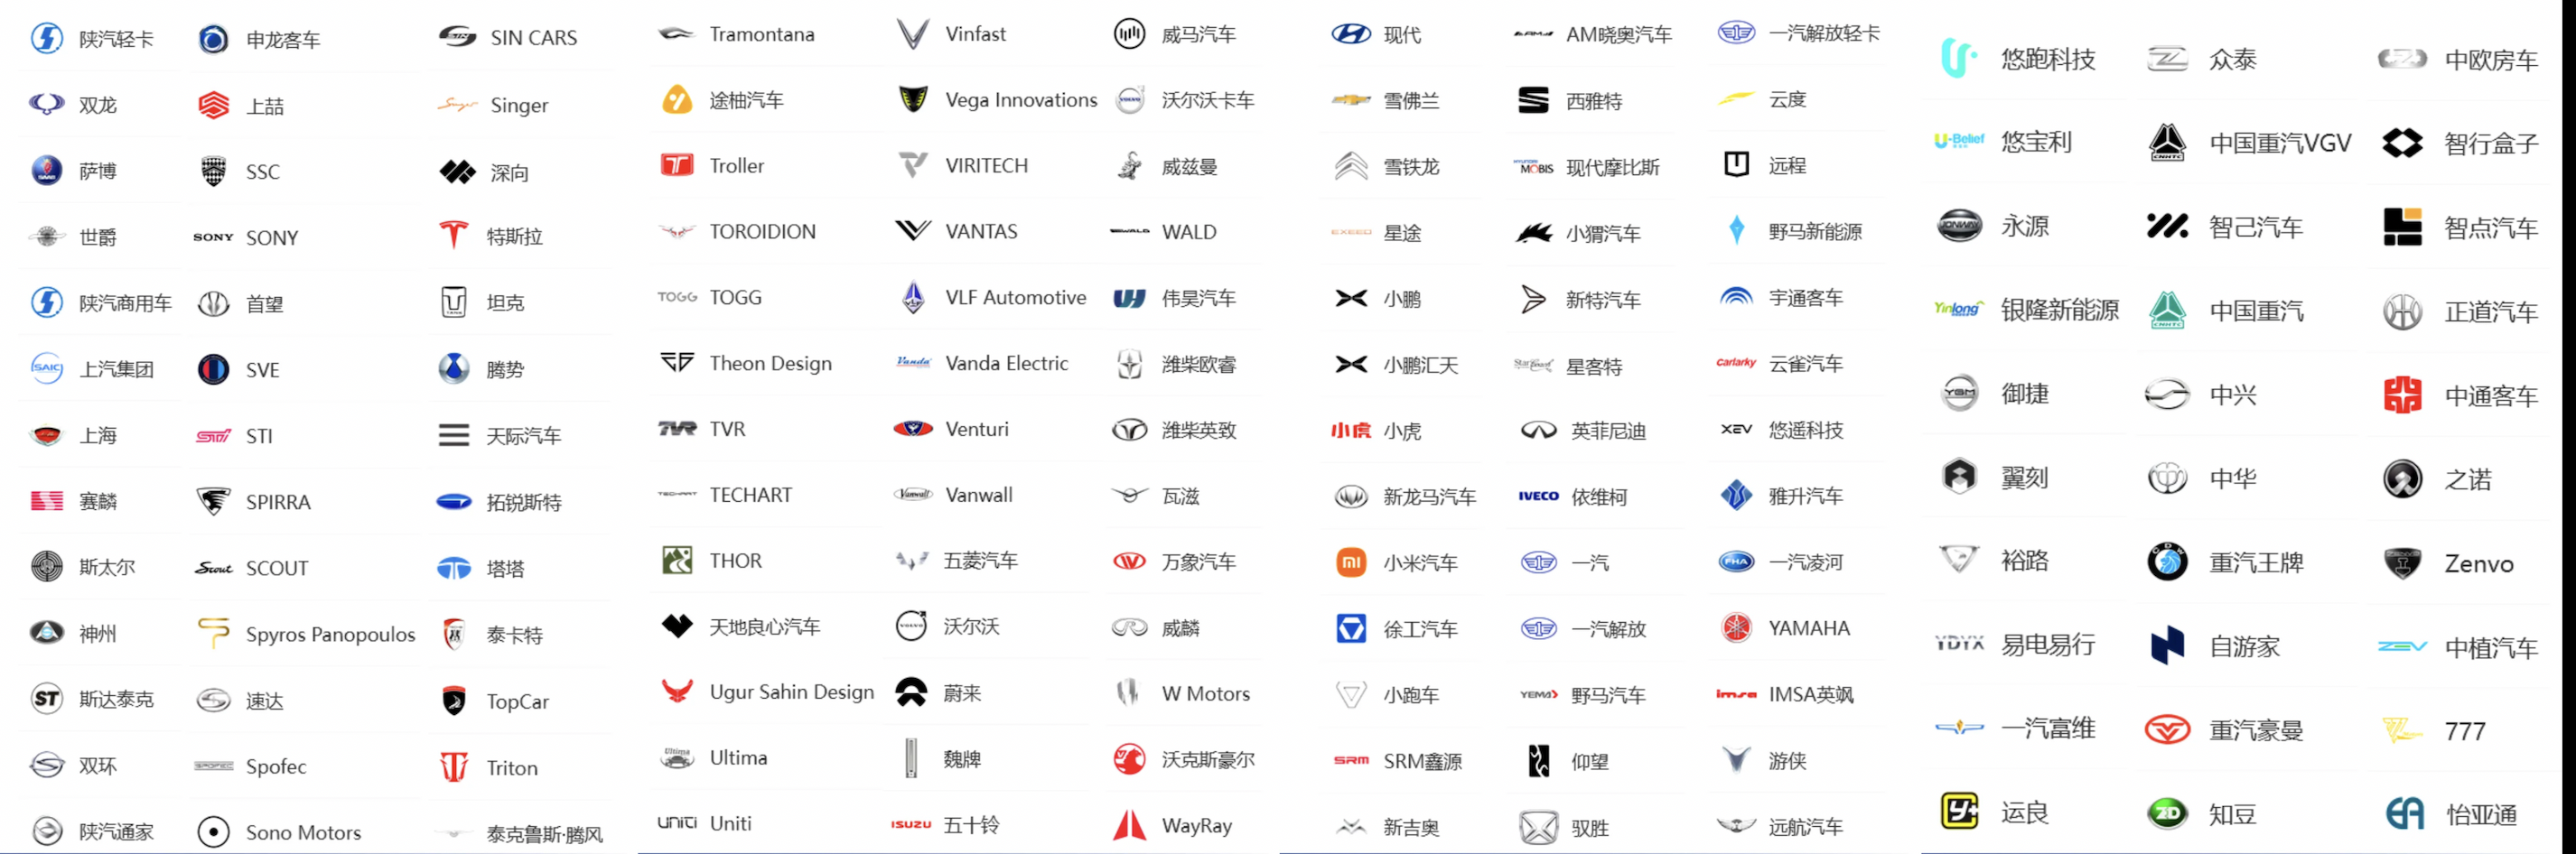 陕汽轻卡 申龙客车 SIN CARS
双龙 上喆 Singer
萨博 SSC 深向
世爵 SONY SONY 特斯拉
陕汽商用车 首望 坦克
SAIC 上汽集团 SVE 腾势
上海 STI 天际汽车
赛麟 SPIRRA 拓锐斯特
斯太尔 Scout SCOUT 塔塔
神州 Spyros Panopoulos 泰卡特
ST 斯达泰克 速达 TopCar
双环 SPOFEC Spofec Triton
陕汽通家 Sono Motors 泰克鲁斯·腾风
Tramontana Vinfast 威马汽车
途柚汽车 Vega Innovations VOLVO 沃尔沃卡车
Troller VIRITECH 威兹曼
TOROIDION VANTAS WALD WALD
TOGG TOGG VLF Automotive 伟昊汽车
Theon Design Vanda Vanda Electric 潍柴欧睿
TVR TVR Venturi 潍柴英致
TECHART TECHART Vanwall Vanwall 瓦滋
THOR 五菱汽车 万象汽车
天地良心汽车 VOLVO 沃尔沃 威麟
Ugur Sahin Design 蔚来 W Motors
Ultima Ultima 魏牌 沃克斯豪尔
UNITI Uniti ISUZU 五十铃 WayRay
现代 AM晓奥汽车 一汽解放轻卡
雪佛兰 西雅特 云度
雪铁龙 HYUNDAI MOBIS 现代摩比斯 远程
EXEED 星途 小猬汽车 野马新能源
小鹏 新特汽车 宇通客车
小鹏汇天 星客特 Carlarky 云雀汽车
小虎 小虎 英菲尼迪 XEV 悠遥科技
新龙马汽车 IVECO 依维柯 雅升汽车
mi 小米汽车 一汽 FHA 一汽凌河
徐工汽车 一汽解放 YAMAHA
小跑车 YEMA 野马汽车 imsa IMSA英飒
SRM SRM鑫源 仰望 游侠
新吉奥 驭胜 远航汽车
悠跑科技 众泰 中欧房车
U-Belief 悠宝利 CNHTC 中国重汽VGV 智行盒子
JONWAY 永源 智己汽车 智点汽车
Yinlong 银隆新能源 CNHTC 中国重汽 正道汽车
YGM 御捷 中兴 中通客车
翼刻 中华 之诺
裕路 CDW 重汽王牌 Zenvo
YDYX 易电易行 自游家 ZEV 中植汽车
一汽富维 重汽豪曼 777
运良 ZD 知豆 怡亚通